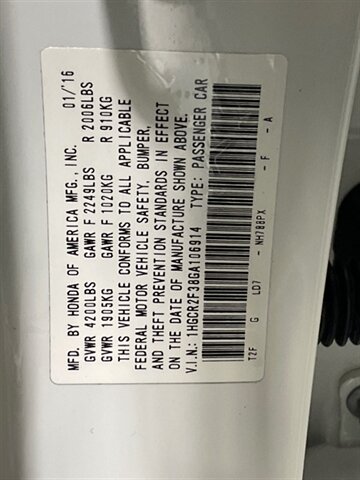 MFD. BY HONDA OF AMERICA MFG., INC. 01/'16
GVWR 4200LBS GAWR F 2249LBS R 2006LBS
GVWR 1905KG GAWR F 1020KG R 910KG
THIS VEHICLE CONFORMS TO ALL APPLICABLE
FEDERAL MOTOR VEHICLE SAFETY, BUMPER,
AND THEFT PREVENTION STANDARDS IN EFFECT
ON THE DATE OF MANUFACTURE SHOWN ABOVE.
V.I.N.: 1HGCR2F38GA106914 TYPE: PASSENGER CAR
T2F G LD7 - NH788PX - F - A